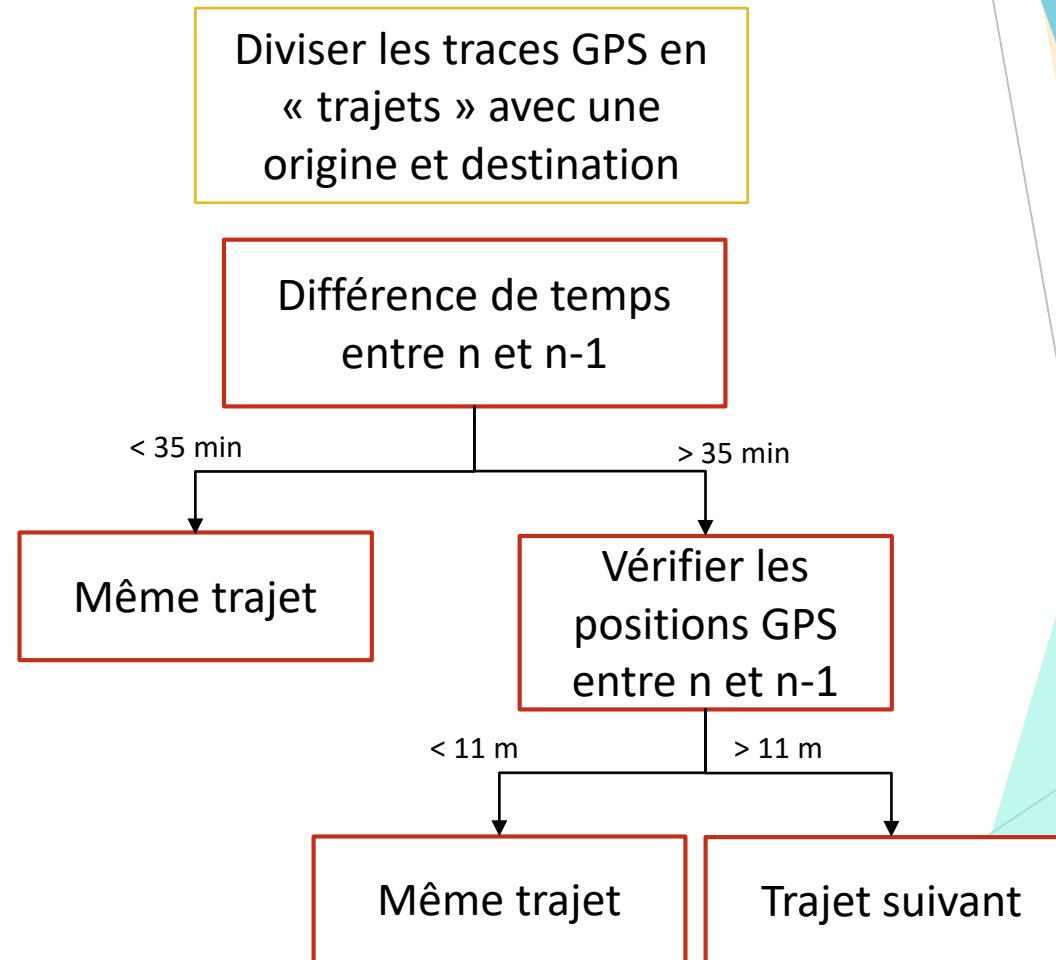 Diviser les traces GPS en
« trajets » avec une
origine et destination
Différence de temps
entre n et n-1
< 35 min
> 35 min
Même trajet
Vérifier les
positions GPS
entre n et n-1
< 11 m
> 11 m
Même trajet
Trajet suivant